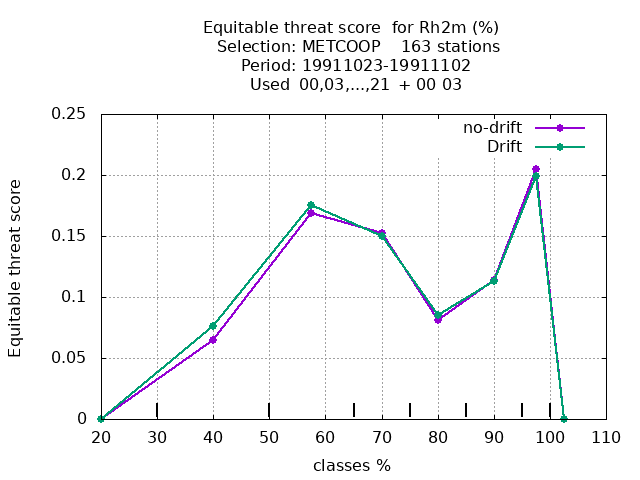 Equitable threat score  for Rh2m (%)
Selection: METCOOP    163 stations
Period: 19911023-19911102
Used  00,03,...,21  + 00 03
no-drift
Drift
Equitable threat score
0.25
0.2
0.15
0.1
0.05
0
20 30 40 50 60 70 80 90 100 110
classes %